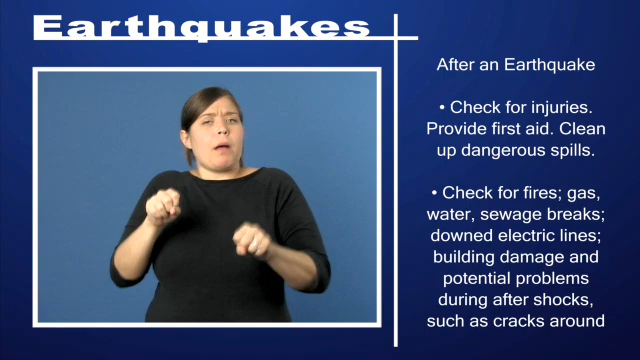 Earthquakes
After an Earthquake
• Check for injuries.
Provide first aid. Clean
up dangerous spills.
• Check for fires; gas,
water, sewage breaks;
downed electric lines;
building damage and
potential problems
during after shocks,
such as cracks around